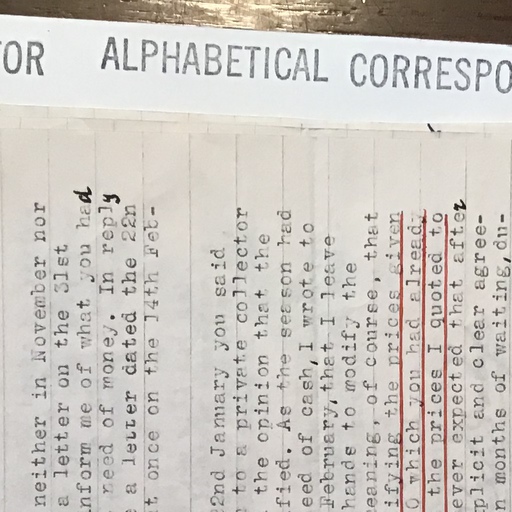 neither in November nor
a letter on the 31st
nform me of what you had
need of money. In reply
a letter dated the 22n
t once on the 14th Feb-
2nd January you said
to a private collector
the opinion that the
fied. As the season had
eed of cash, I wrote to
February, that I leave
hands to modify the
eaning, of course, that
ifying the prices given
0 which you had already
the prices I quoted to
ever expected that after
plicit and clear agree-
n months of waiting, du-
OR ALPHABETICAL CORRESPO